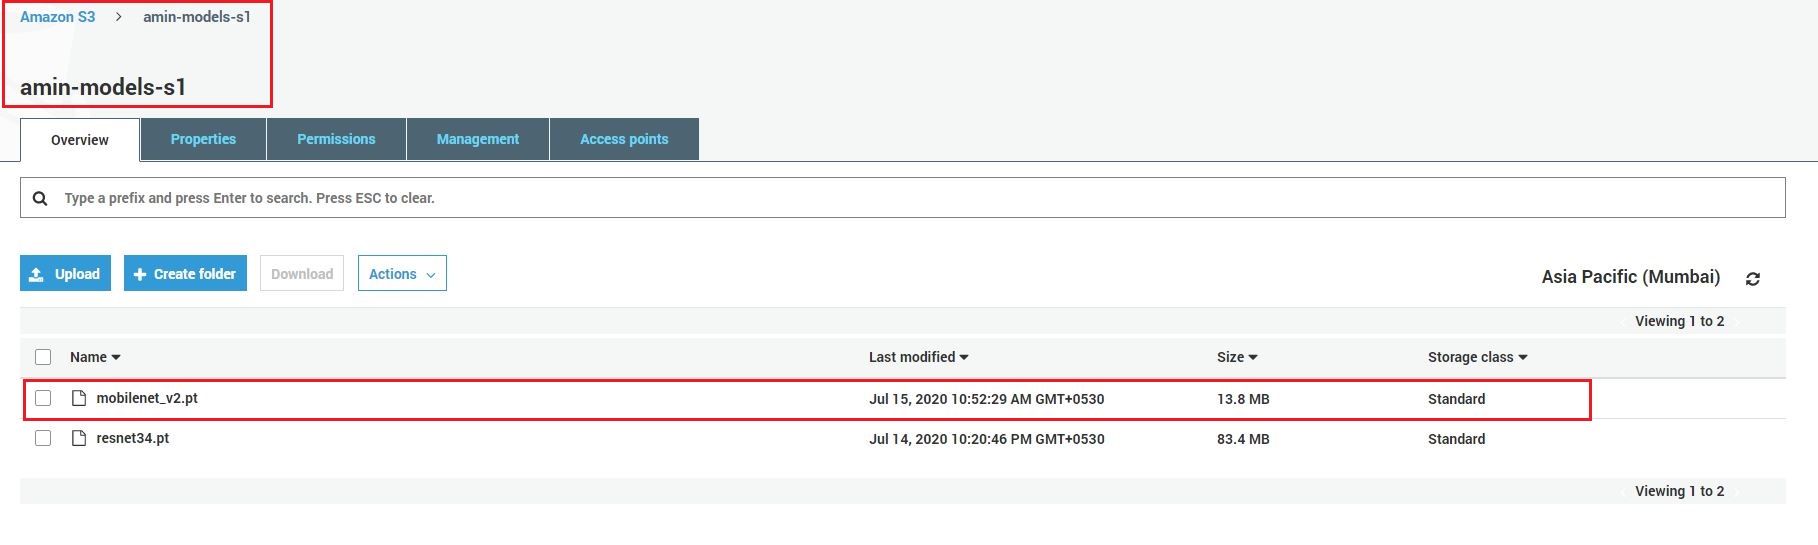 Amazon S3 > amin-models-s1
amin-models-s1
Overview Properties Permissions Management Access points
Type a prefix and press Enter to search. Press ESC to clear.
Upload + Create folder Download Actions
Asia Pacific (Mumbai)
Viewing 1 to 2
Name Last modified Size Storage class
mobilenet_v2.pt Jul 15, 2020 10:52:29 AM GMT+0530 13.8 MB Standard
resnet34.pt Jul 14, 2020 10:20:46 PM GMT+0530 83.4 MB Standard
Viewing 1 to 2